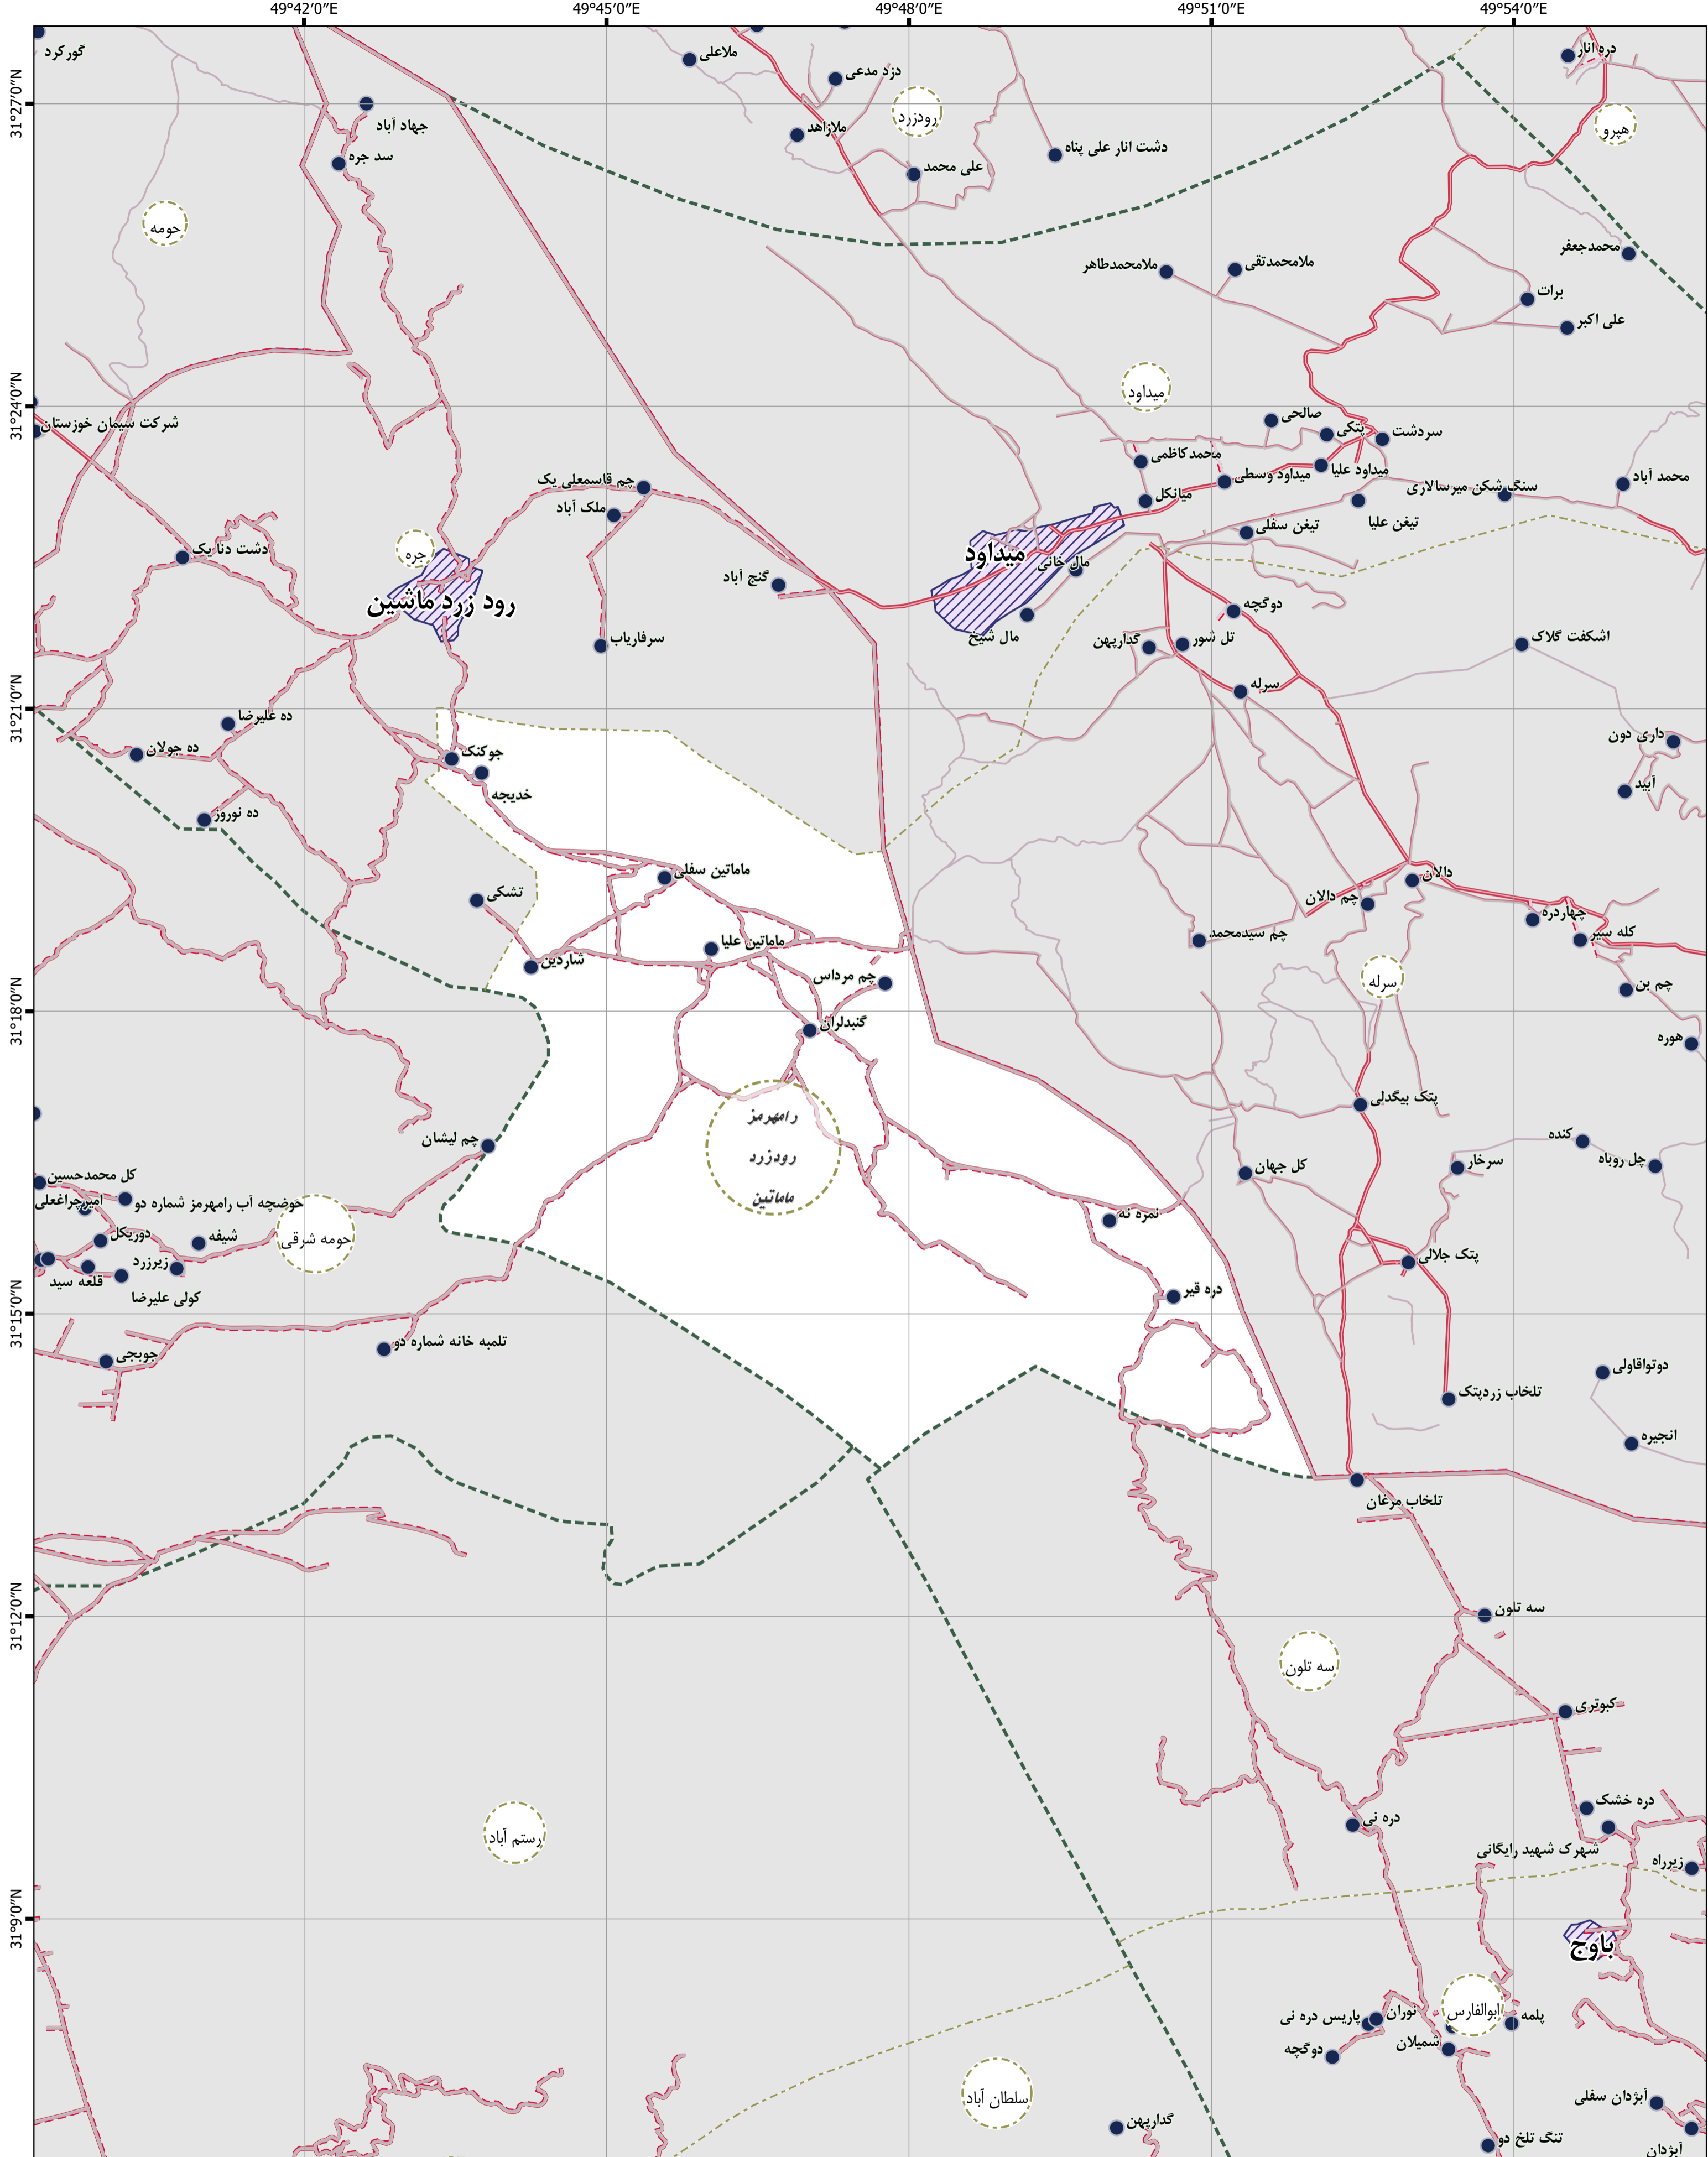 49°42′0″E
49°45′0″E
49°48′0″E
49°51′0″E
49°54′0″E
31°27′0″N
31°24′0″N
31°21′0″N
31°18′0″N
31°15′0″N
31°12′0″N
31°9′0″N
گورکرد
ملاعلی
دزد مدعی
دره انار
جهاد آباد
رودزرد
ملازاهد
هپرو
سد جره
علی محمد
دشت انار علی پناه
حومه
محمدجعفر
ملامحمدطاهر
ملامحمدتقی
برات
علی اکبر
میداود
شرکت سیمان خوزستان
صالحی
پتکی
سردشت
محمدکاظمی
میداود علیا
میداود وسطی
محمد آباد
چم قاسمعلی یک
سنگ شکن میرسالاری
میانکل
ملک آباد
تیغن علیا
تیغن سفلی
دشت دنا یک
جره
میداود
مال خانی
گنج آباد
رود زرد ماشین
دوگچه
مال شیخ
سرفاریاب
گدارپهن
تل شور
اشکفت گلاک
سرله
ده علیرضا
داری دون
ده جولان
جوکنک
آبید
خدیجه
ده نوروز
ماماتین سفلی
دالان
تشکی
چم دالان
چهاردره
کله سیر
چم سیدمحمد
ماماتین علیا
شاردین
چم مرداس
سرله
چم بن
گنبدلران
هوره
پتک بیگدلی
رامهرمز
رودزرد
ماماتین
چم لیشان
کنده
چل روباه
سرخار
کل جهان
کل محمدحسین
امیرچراغعلی
حوضچه آب رامهرمز شماره دو
نمره نه
دوریکل
شیفه
حومه شرقی
پتک جلالی
زیرزرد
قلعه سید
دره قیر
کولی علیرضا
تلمبه خانه شماره دو
جوبجی
دوتواقاولی
تلخاب زردپتک
انجیره
تلخاب مرغان
سه تلون
سه تلون
کبوتری
دره خشک
دره نی
رستم آباد
شهرک شهید رایگانی
زیرراه
باوج
ابوالفارس
پلمه
نوران
پاریس دره نی
شمیلان
دوگچه
سلطان آباد
آبژدان سفلی
گدارپهن
تنگ تلخ دو
آبژدان